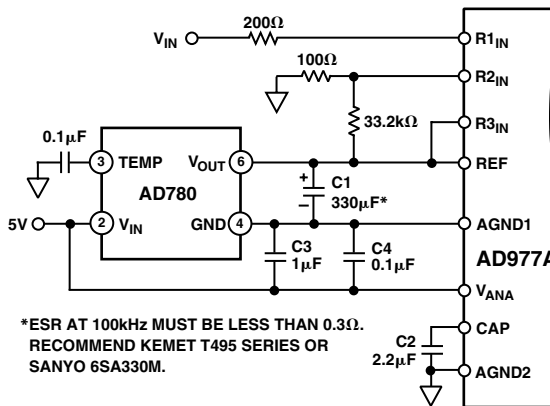 200Ω
V_IN
R1_IN
100Ω
R2_IN
33.2kΩ
R3_IN
0.1μF
3 TEMP
V_OUT 6
REF
AD780
+
C1
330μF*
–
5V
2 V_IN
GND 4
AGND1
C3
1μF
C4
0.1μF
AD977A
V_ANA
*ESR AT 100kHz MUST BE LESS THAN 0.3Ω.
RECOMMEND KEMET T495 SERIES OR
SANYO 6SA330M.
CAP
C2
2.2μF
AGND2